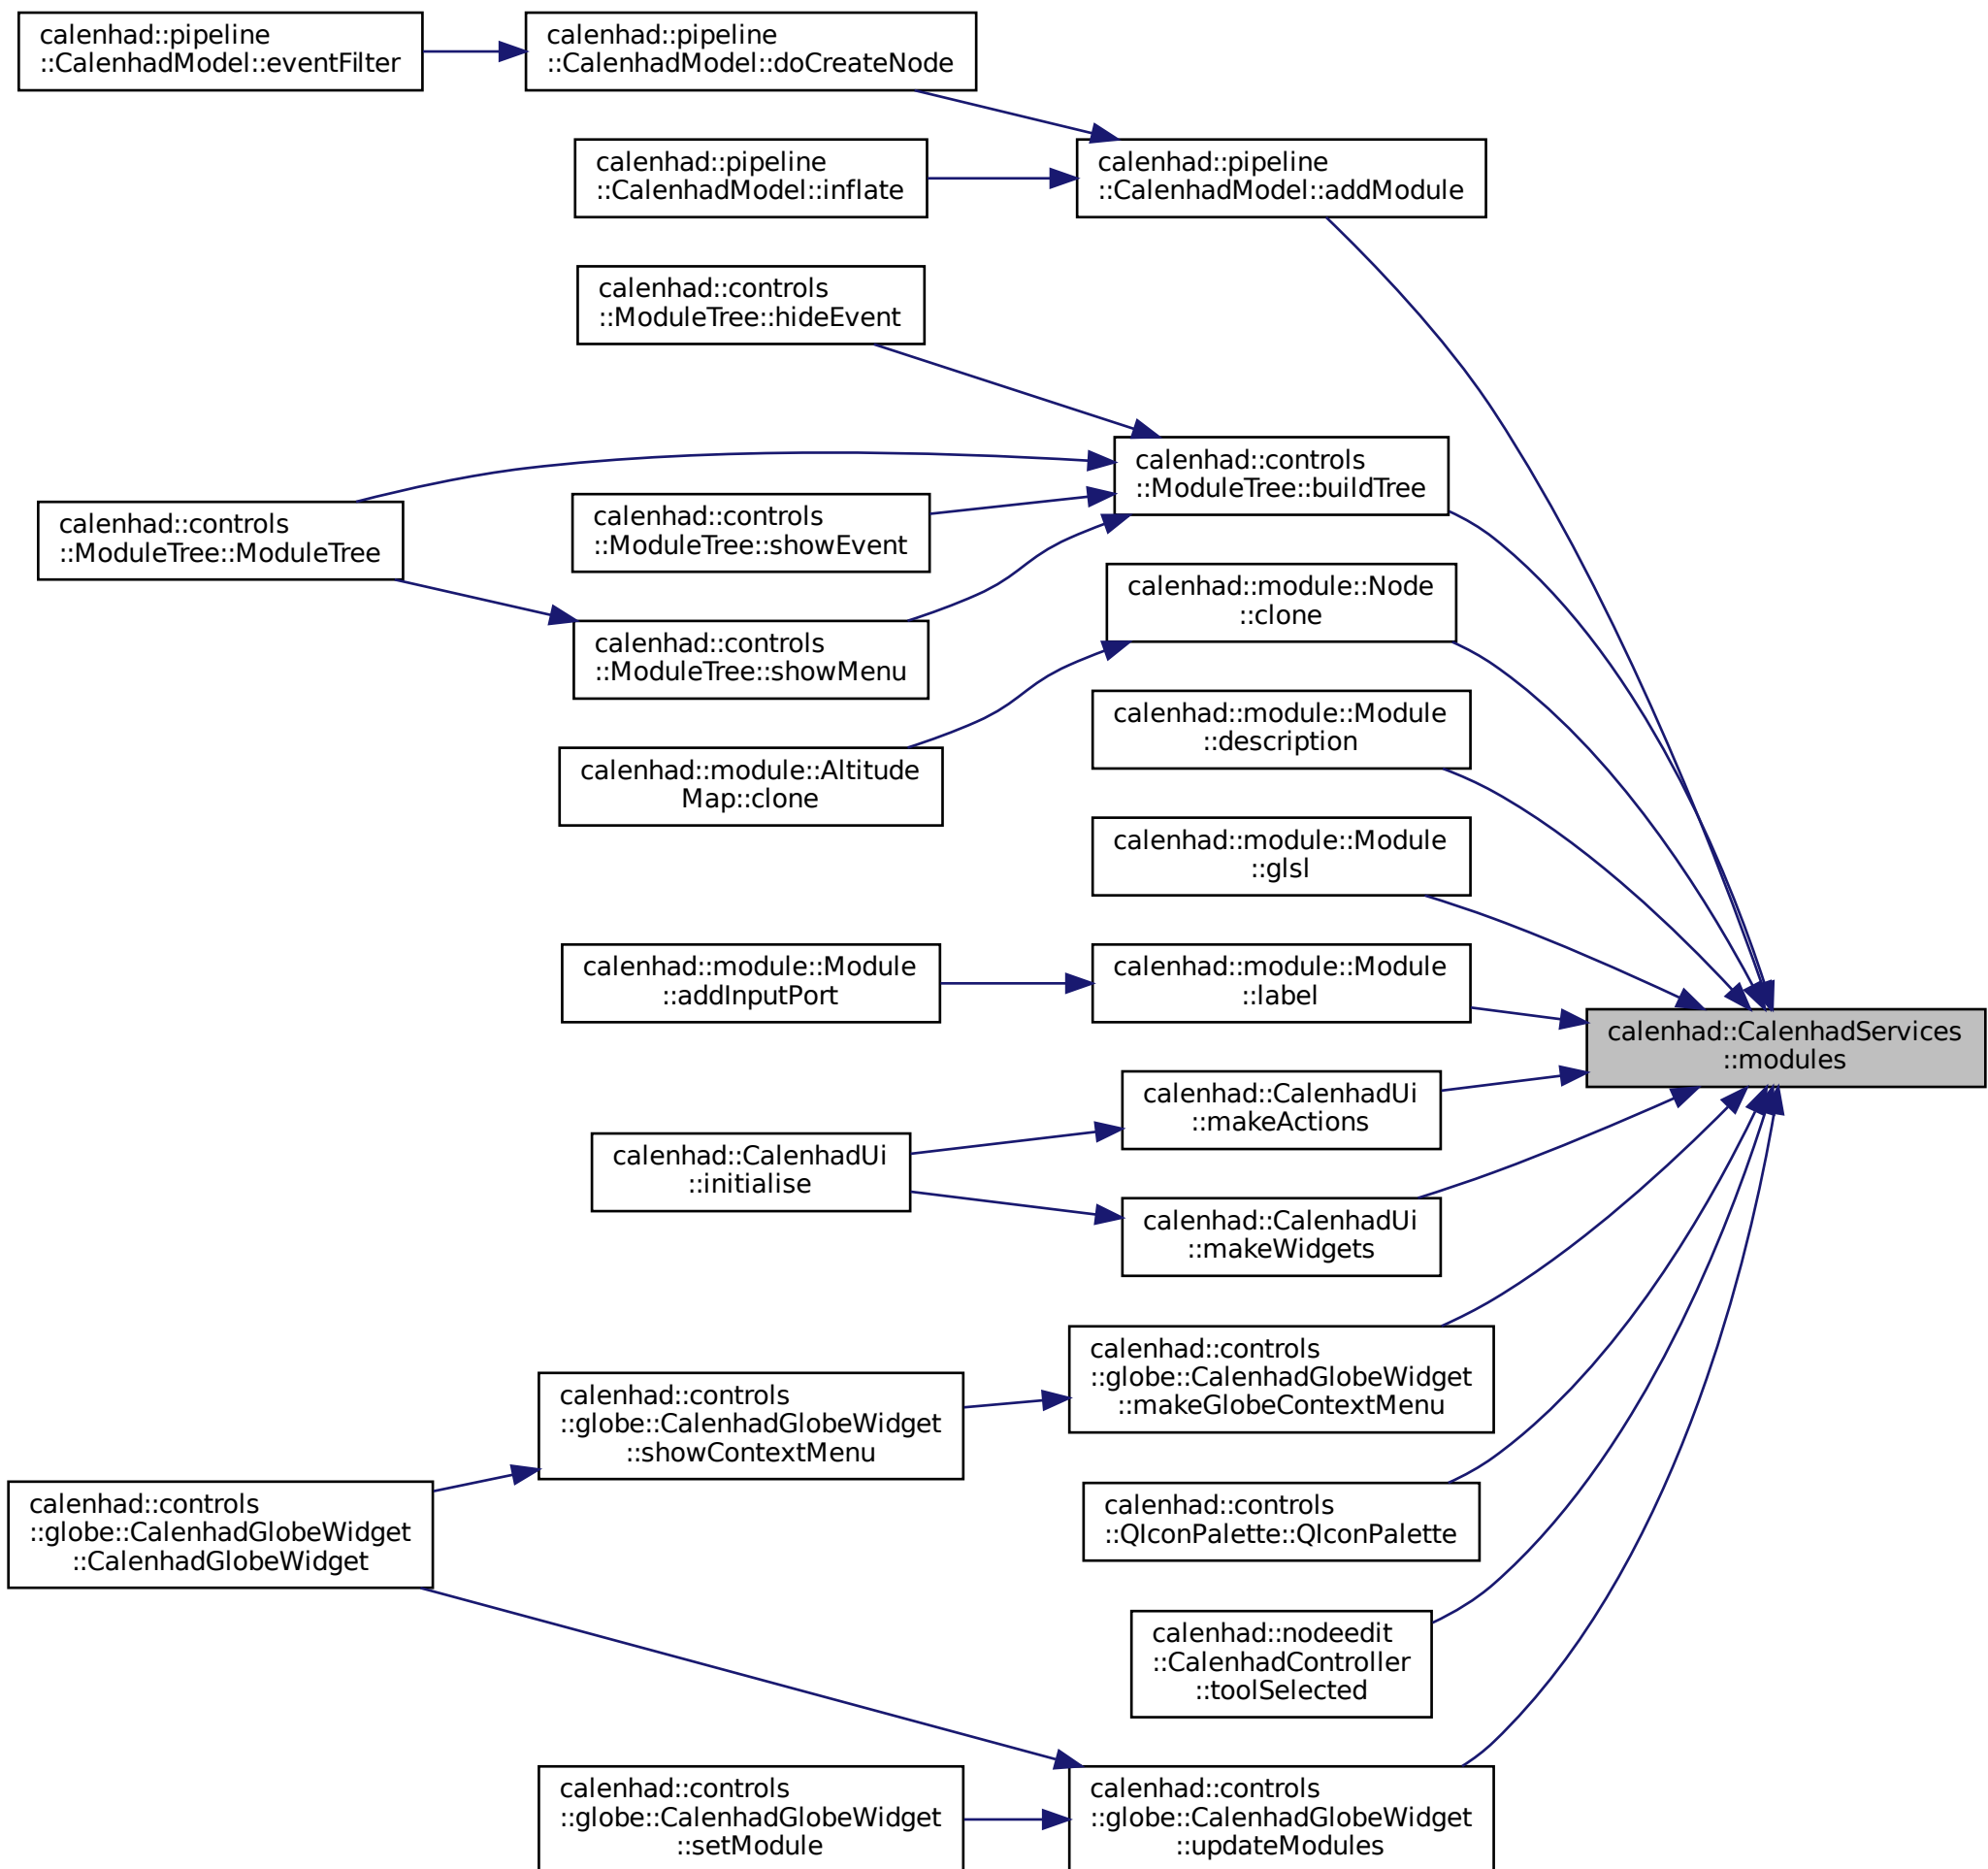 calenhad::pipeline
::CalenhadModel::eventFilter
calenhad::pipeline
::CalenhadModel::doCreateNode
calenhad::pipeline
::CalenhadModel::inflate
calenhad::pipeline
::CalenhadModel::addModule
calenhad::controls
::ModuleTree::hideEvent
calenhad::controls
::ModuleTree::buildTree
calenhad::controls
::ModuleTree::ModuleTree
calenhad::controls
::ModuleTree::showEvent
calenhad::module::Node
::clone
calenhad::controls
::ModuleTree::showMenu
calenhad::module::Module
::description
calenhad::module::Altitude
Map::clone
calenhad::module::Module
::glsl
calenhad::module::Module
::addInputPort
calenhad::module::Module
::label
calenhad::CalenhadServices
::modules
calenhad::CalenhadUi
::makeActions
calenhad::CalenhadUi
::initialise
calenhad::CalenhadUi
::makeWidgets
calenhad::controls
::globe::CalenhadGlobeWidget
::makeGlobeContextMenu
calenhad::controls
::globe::CalenhadGlobeWidget
::showContextMenu
calenhad::controls
::globe::CalenhadGlobeWidget
::CalenhadGlobeWidget
calenhad::controls
::QIconPalette::QIconPalette
calenhad::nodeedit
::CalenhadController
::toolSelected
calenhad::controls
::globe::CalenhadGlobeWidget
::setModule
calenhad::controls
::globe::CalenhadGlobeWidget
::updateModules